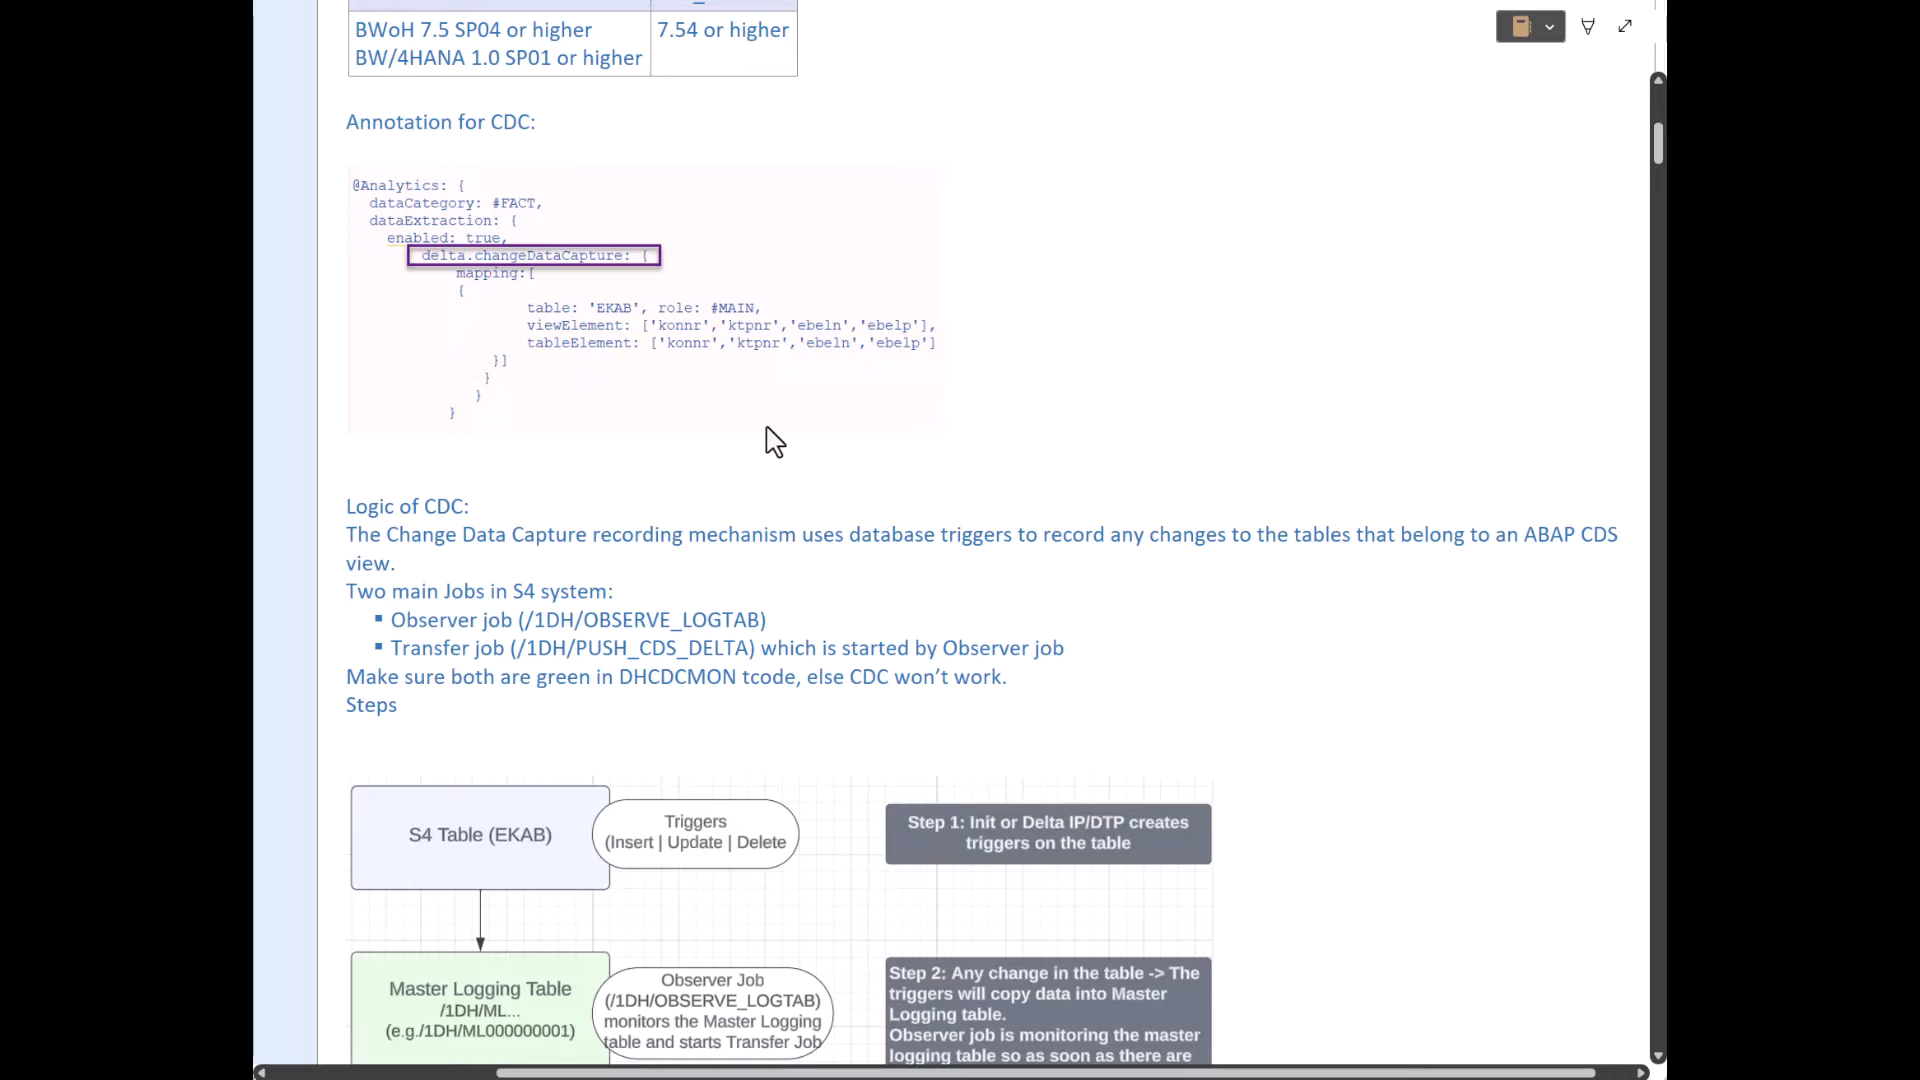 BWoH 7.5 SP04 or higher
BW/4HANA 1.0 SP01 or higher
7.54 or higher
Annotation for CDC:
@Analytics: {
dataCategory: #FACT,
dataExtraction: {
enabled: true,
delta.changeDataCapture: {
mapping:[
{
table: 'EKAB', role: #MAIN,
viewElement: ['konnr','ktpnr','ebeln','ebelp'],
tableElement: ['konnr','ktpnr','ebeln','ebelp']
}]
}
}
}
Logic of CDC:
The Change Data Capture recording mechanism uses database triggers to record any changes to the tables that belong to an ABAP CDS
view.
Two main Jobs in S4 system:
▪ Observer job (/1DH/OBSERVE_LOGTAB)
▪ Transfer job (/1DH/PUSH_CDS_DELTA) which is started by Observer job
Make sure both are green in DHCDCMON tcode, else CDC won't work.
Steps
S4 Table (EKAB)
Triggers
(Insert | Update | Delete
Step 1: Init or Delta IP/DTP creates
triggers on the table
Master Logging Table
/1DH/ML...
(e.g./1DH/ML000000001)
Observer Job
(/1DH/OBSERVE_LOGTAB)
monitors the Master Logging
table and starts Transfer Job
Step 2: Any change in the table -> The
triggers will copy data into Master
Logging table.
Observer job is monitoring the master
logging table so as soon as there are